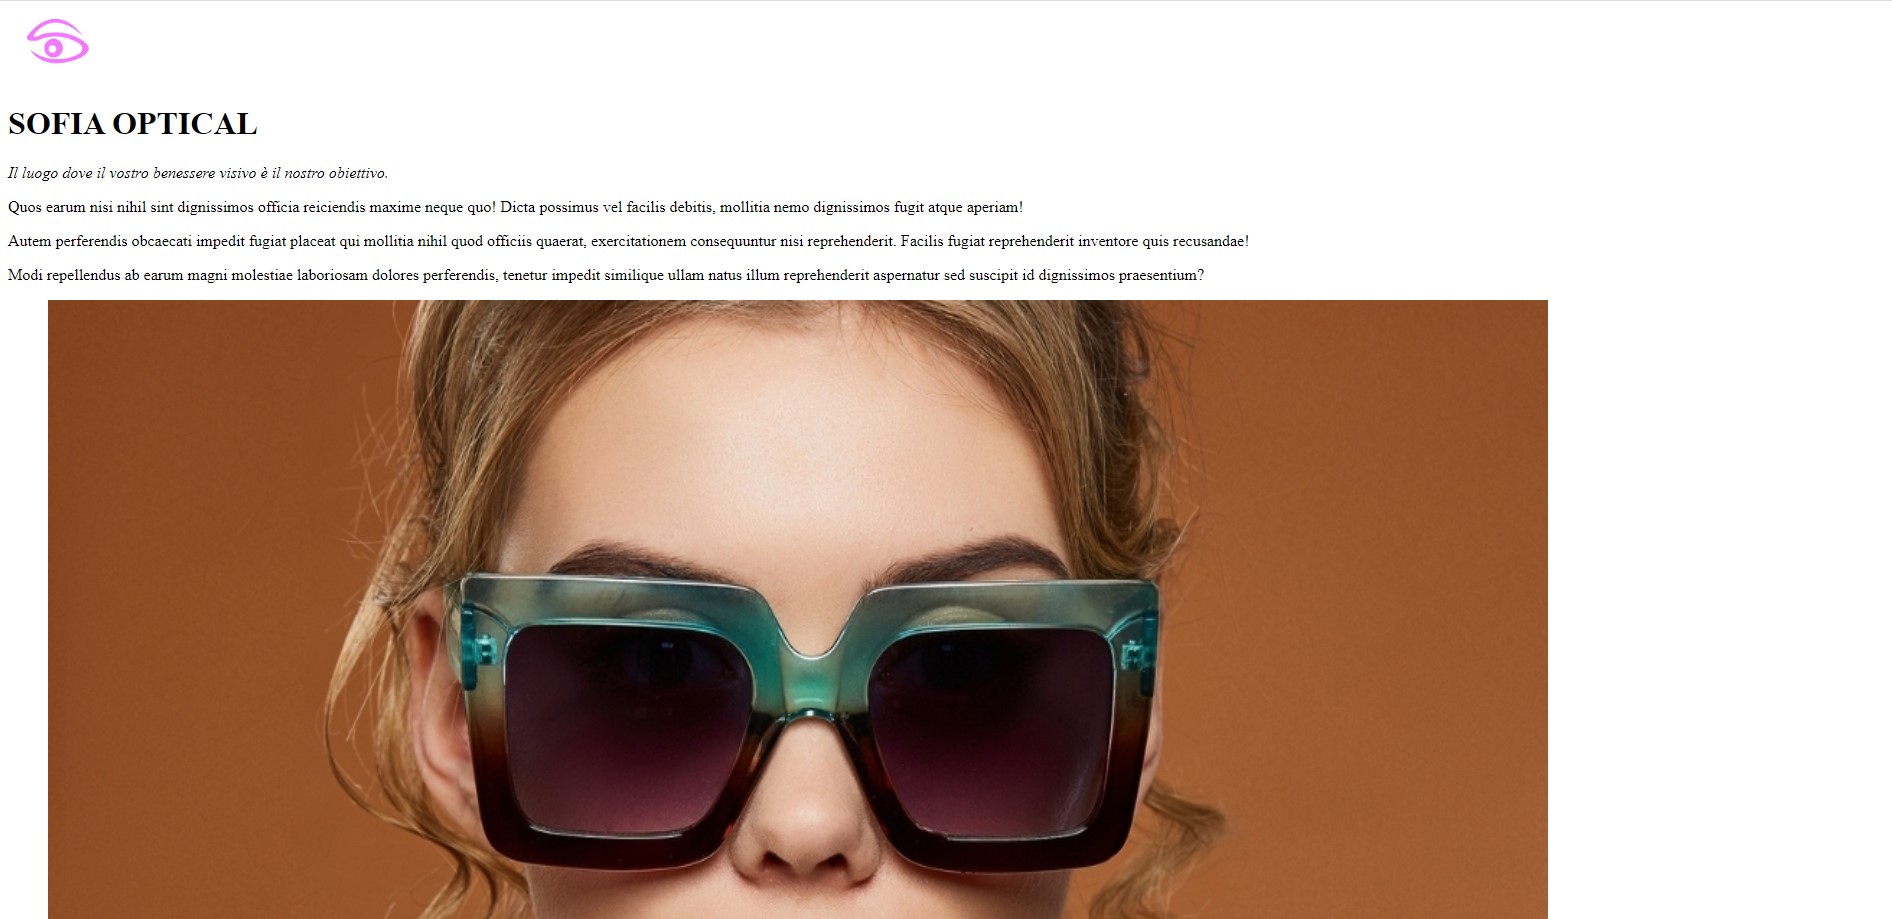 SOFIA OPTICAL
Il luogo dove il vostro benessere visivo è il nostro obiettivo.
Quos earum nisi nihil sint dignissimos officia reiciendis maxime neque quo! Dicta possimus vel facilis debitis, mollitia nemo dignissimos fugit atque aperiam!
Autem perferendis obcaecati impedit fugiat placeat qui mollitia nihil quod officiis quaerat, exercitationem consequuntur nisi reprehenderit. Facilis fugiat reprehenderit inventore quis recusandae!
Modi repellendus ab earum magni molestiae laboriosam dolores perferendis, tenetur impedit similique ullam natus illum reprehenderit aspernatur sed suscipit id dignissimos praesentium?